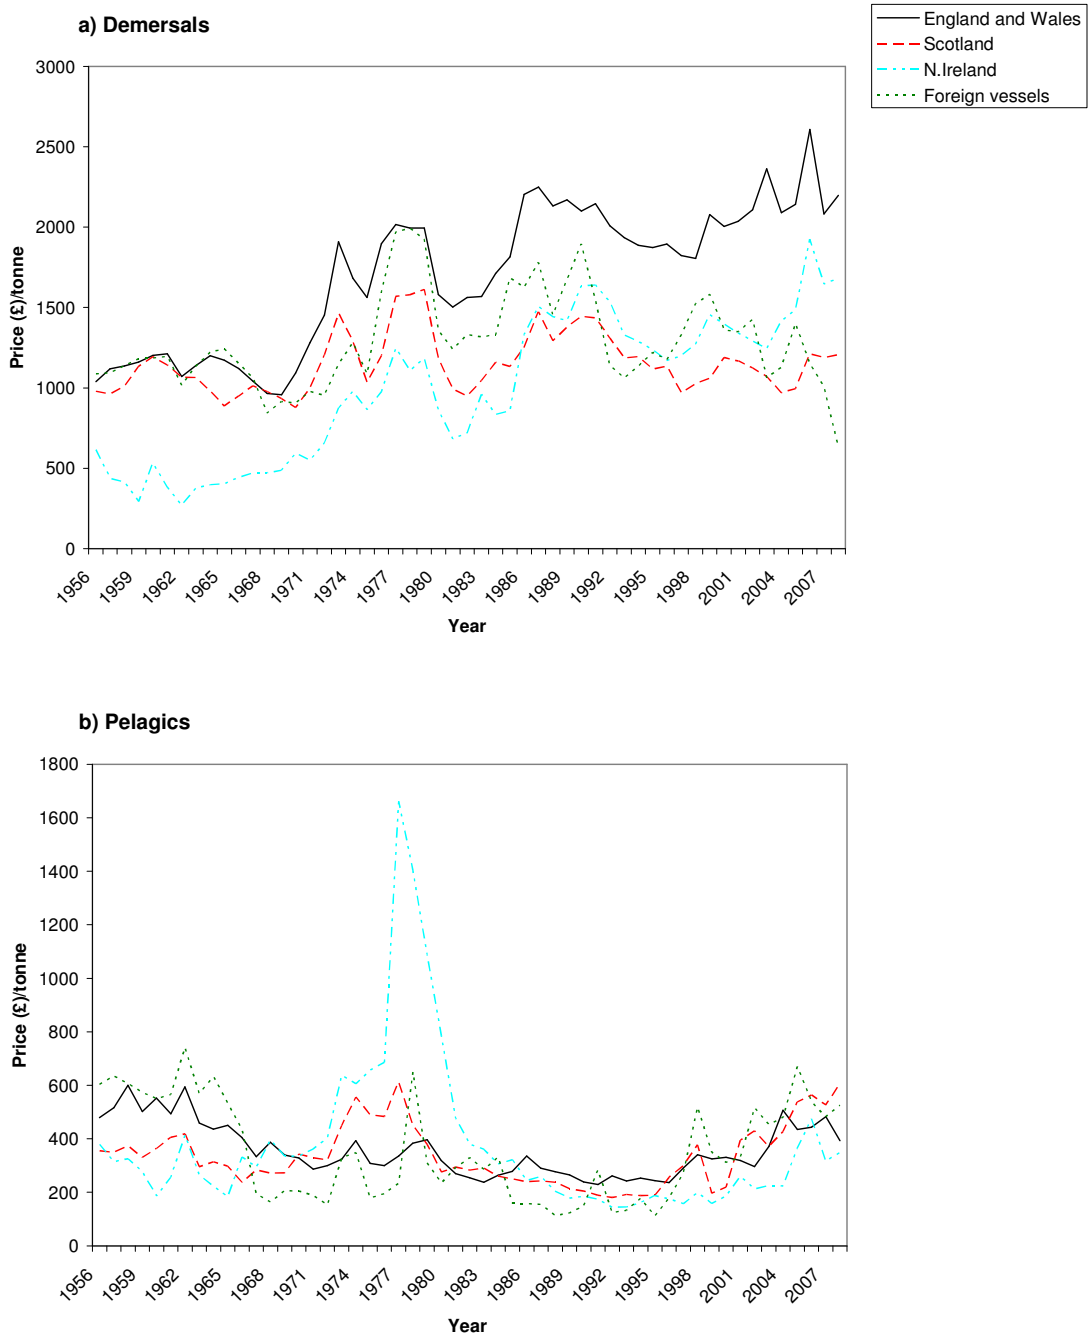 a) Demersals
England and Wales
Scotland
N.Ireland
Foreign vessels
3000
2500
2000
1500
1000
500
0
Price (£)/tonne
1956 1959 1962 1965 1968 1971 1974 1977 1980 1983 1986 1989 1992 1995 1998 2001 2004 2007
Year
b) Pelagics
1800
1600
1400
1200
1000
800
600
400
200
0
Price (£)/tonne
1956 1959 1962 1965 1968 1971 1974 1977 1980 1983 1986 1989 1992 1995 1998 2001 2004 2007
Year